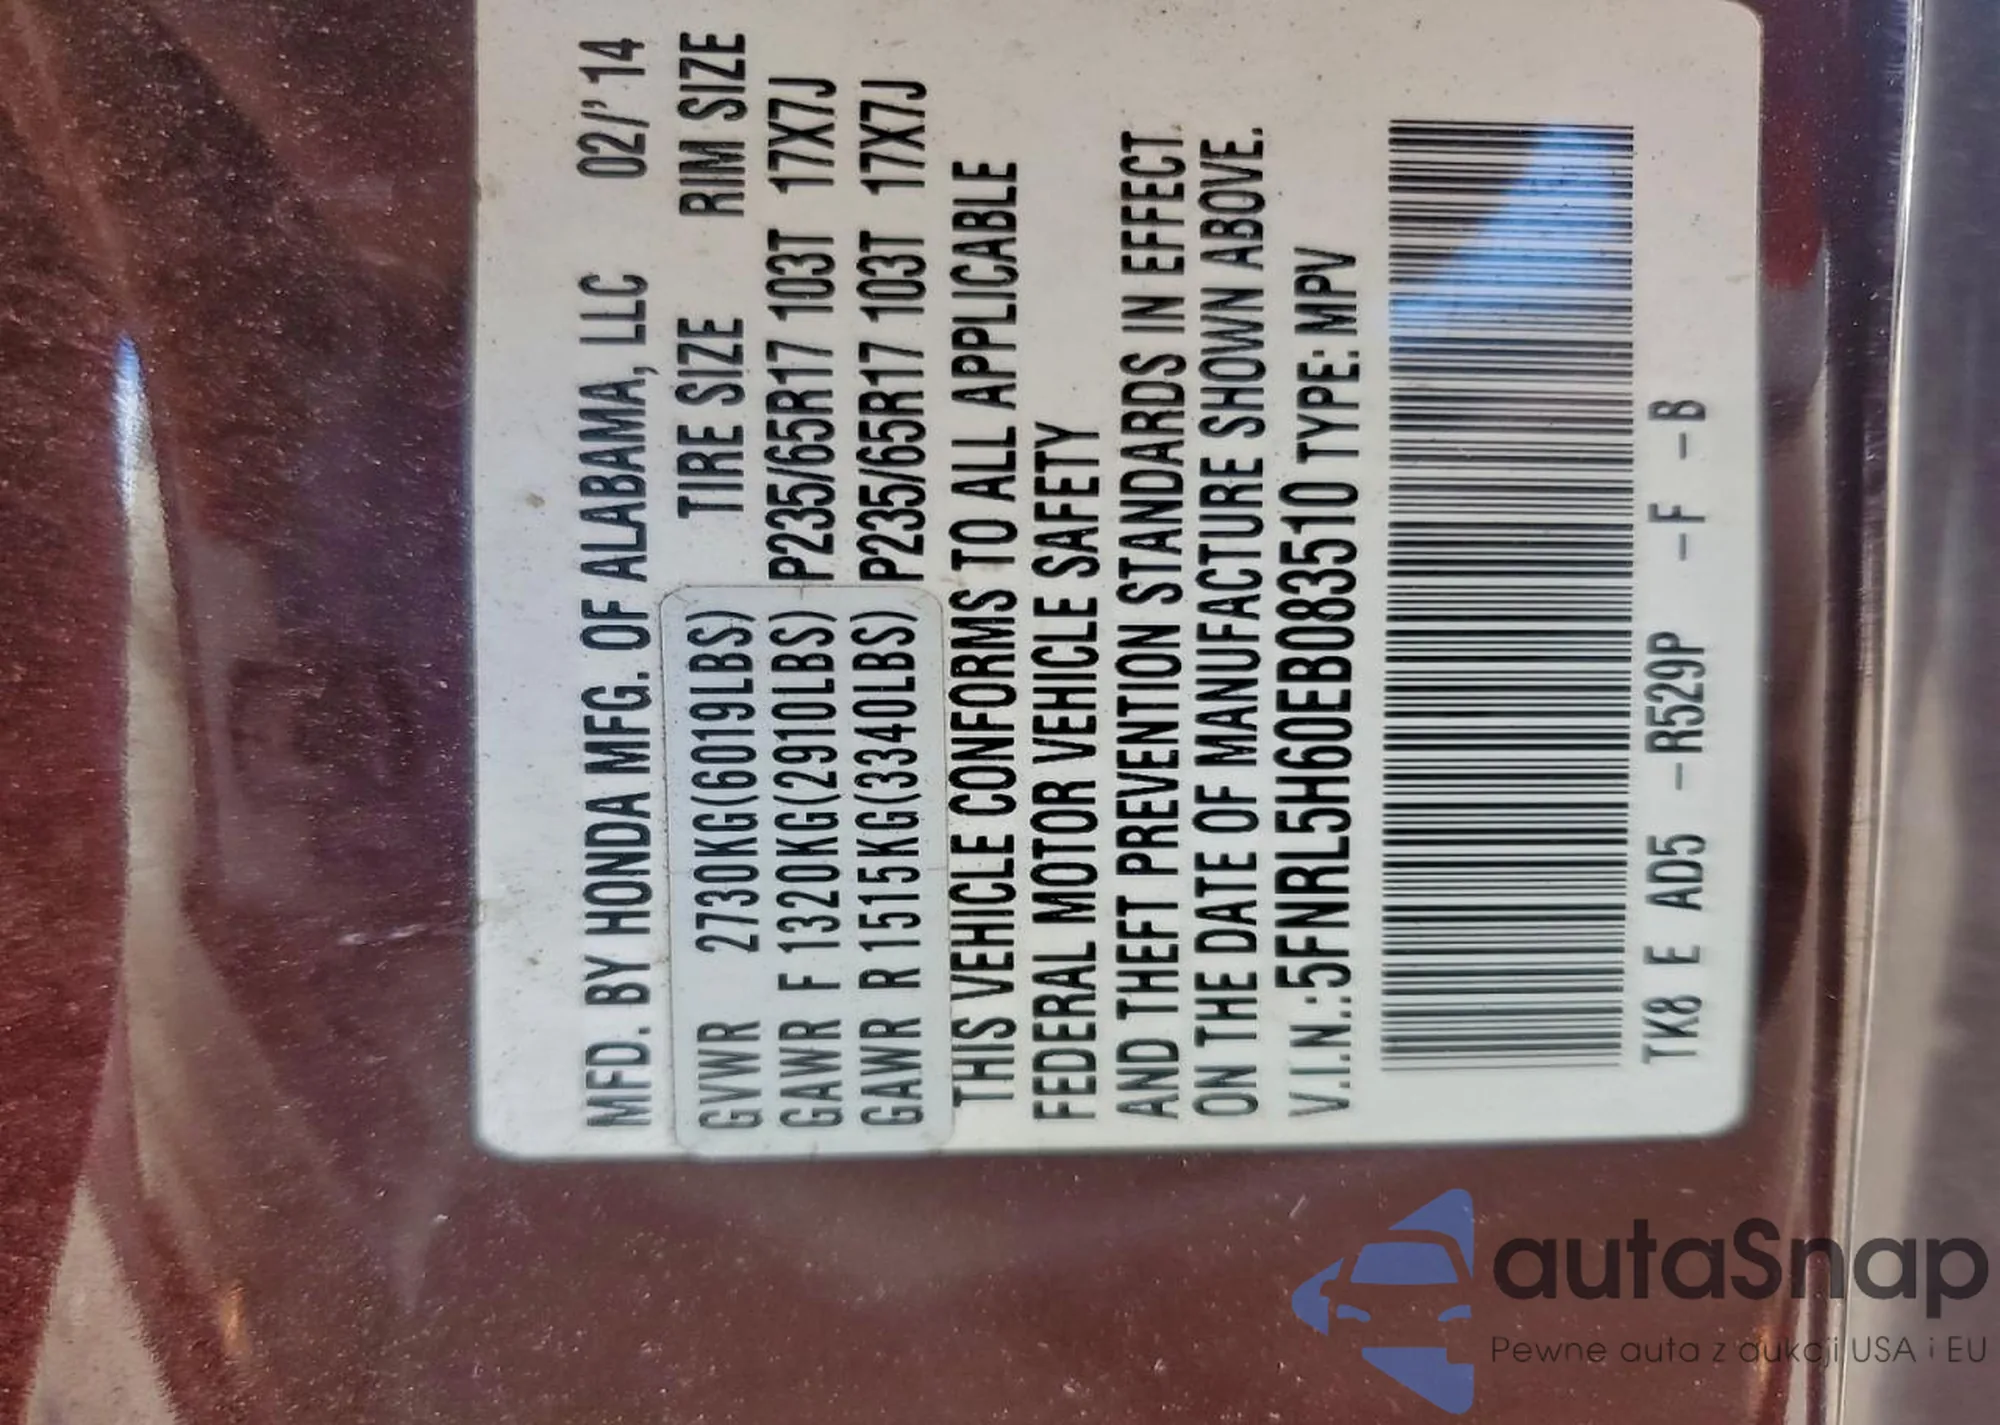 MFD. BY HONDA MFG. OF ALABAMA, LLC 02/'14
TIRE SIZE RIM SIZE
GVWR 2730KG(6019LBS)
GAWR F 1320KG(2910LBS) P235/65R17 103T 17X7J
GAWR R 1515KG(3340LBS) P235/65R17 103T 17X7J
THIS VEHICLE CONFORMS TO ALL APPLICABLE
FEDERAL MOTOR VEHICLE SAFETY
AND THEFT PREVENTION STANDARDS IN EFFECT
ON THE DATE OF MANUFACTURE SHOWN ABOVE.
V.I.N.:5FNRL5H60EB083510 TYPE: MPV
TK8 E AD5 -R529P -F -B
autaSnap
Pewne auta z aukcji USA i EU